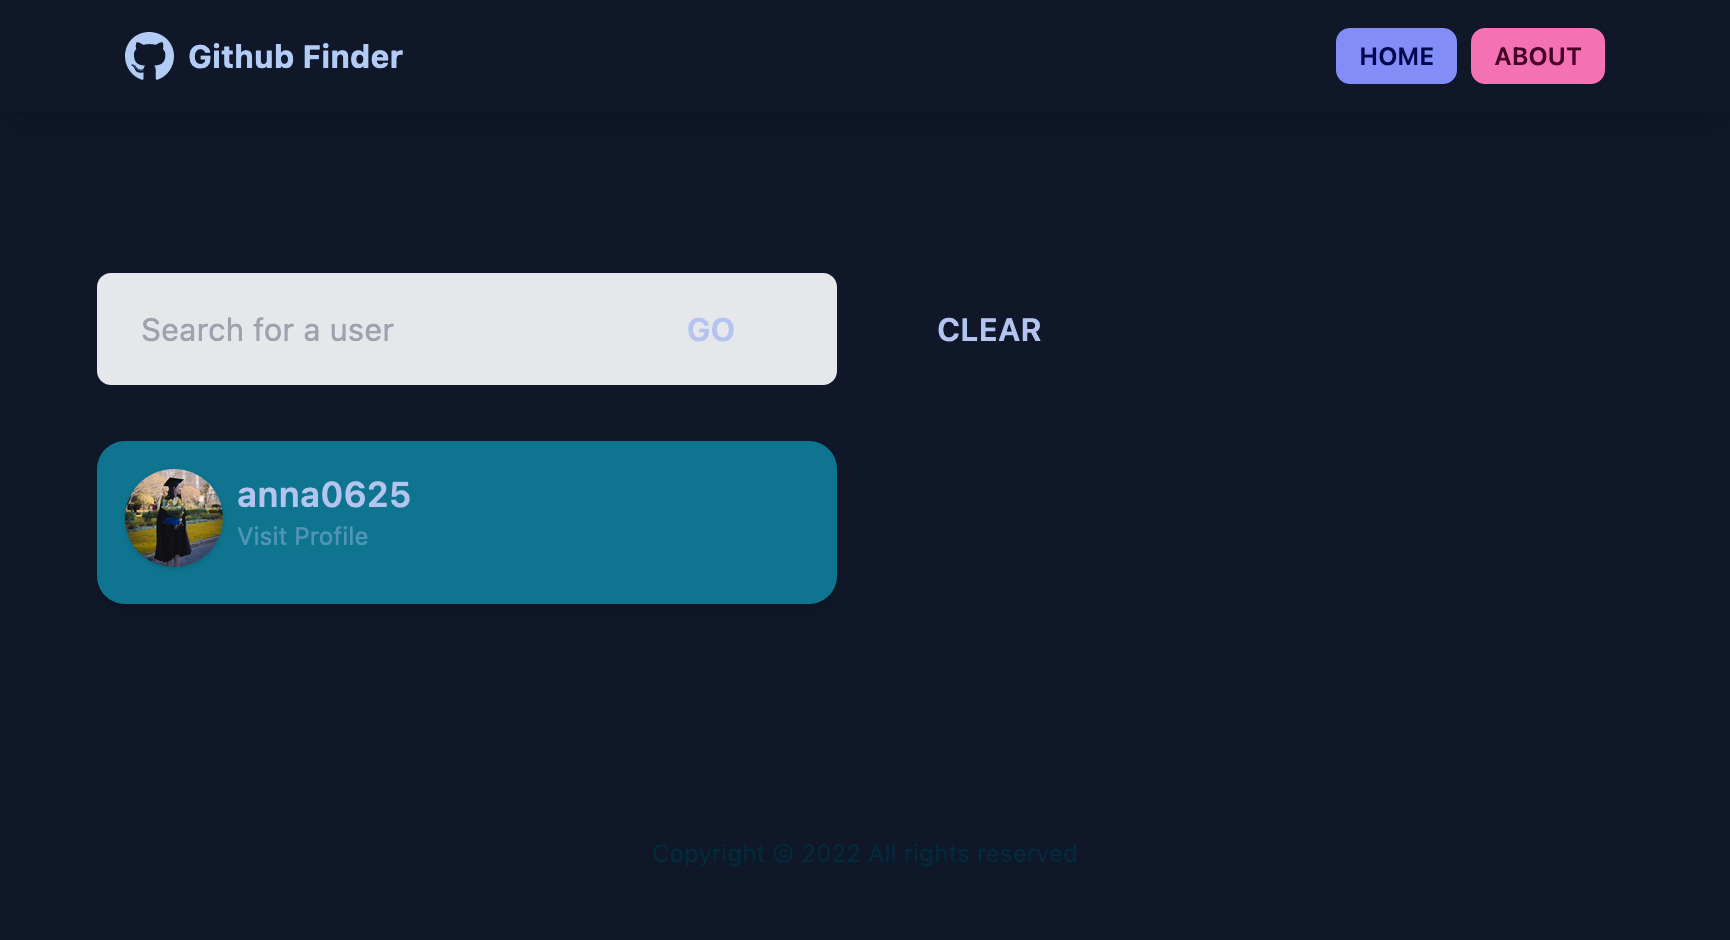 Github Finder
HOME
ABOUT
Search for a user
GO
CLEAR
anna0625
Visit Profile
Copyright © 2022 All rights reserved